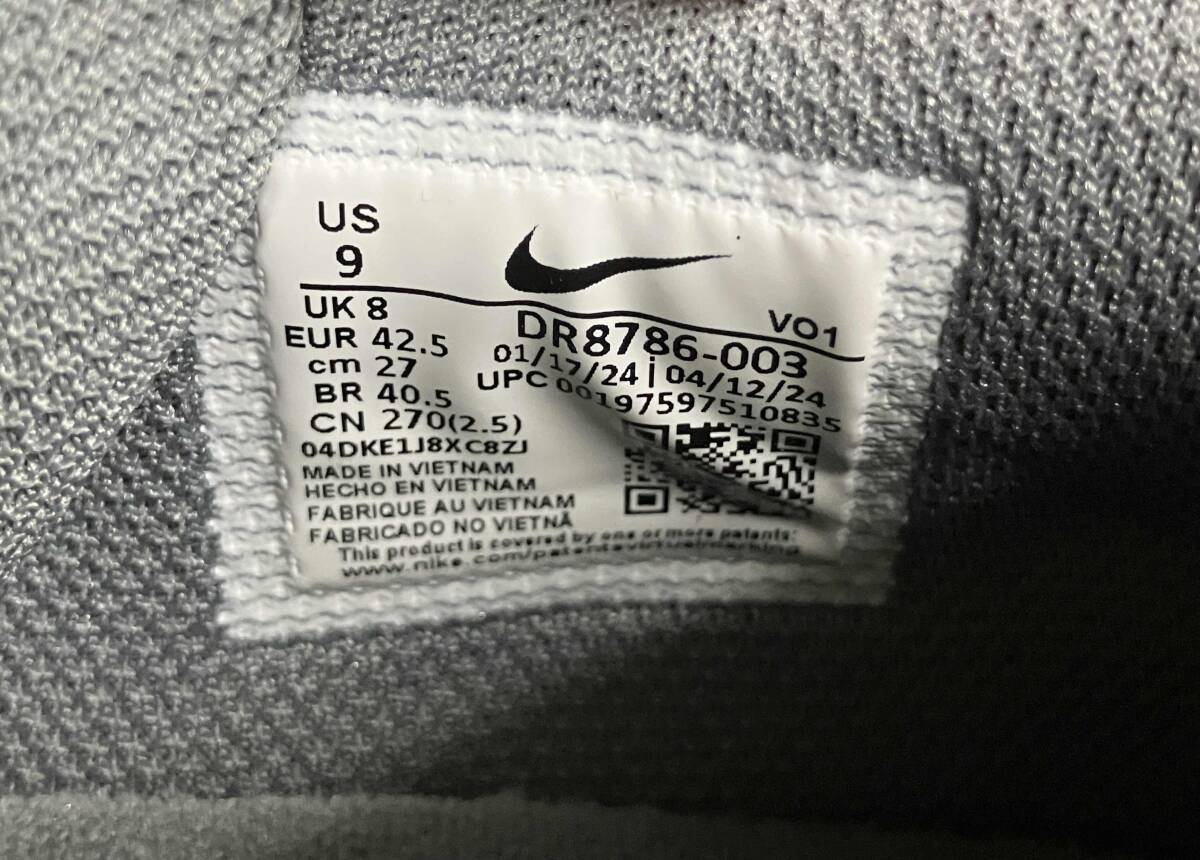 US
9
UK 8
EUR 42.5
cm 27
BR 40.5
CN 270(2.5)
04DKE1J8XC8ZJ
MADE IN VIETNAM
HECHO EN VIETNAM
FABRIQUE AU VIETNAM
FABRICADO NO VIETNÃ
This product is covered by one or more patents:
www.nike.com/patentsvirtualmarking
VO1
DR8786-003
01/17/24 | 04/12/24
UPC 00197597510835